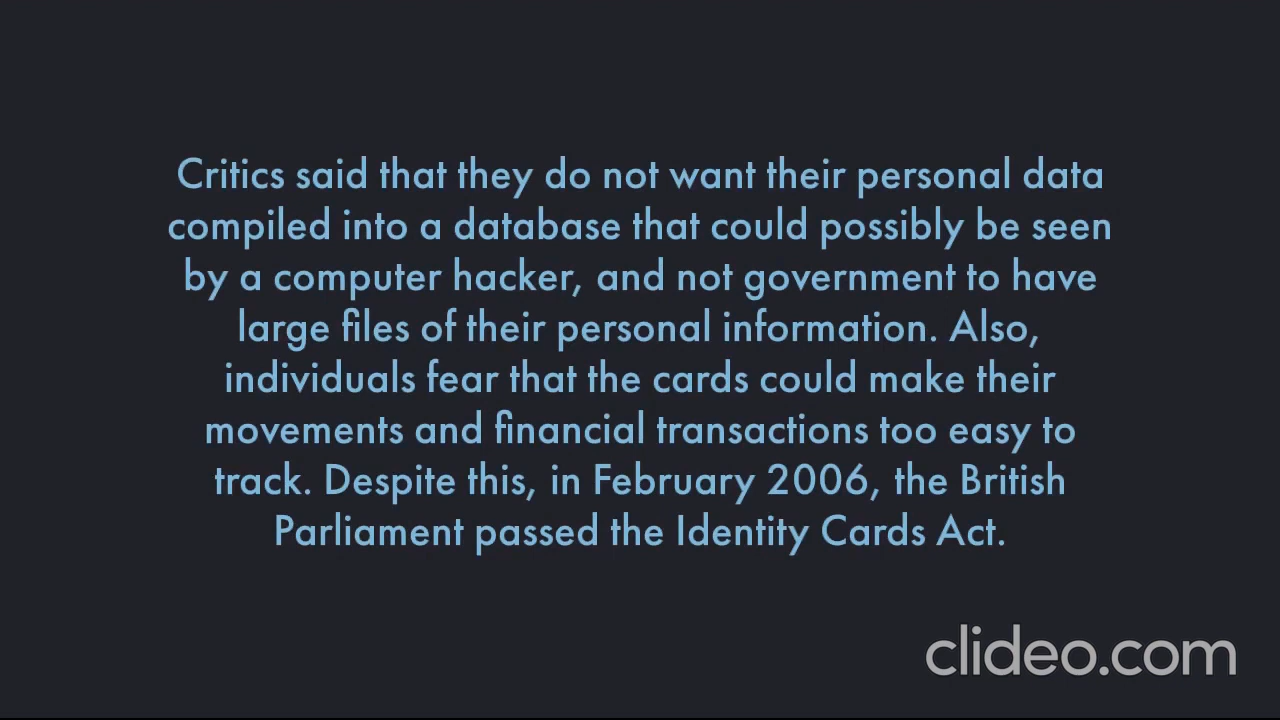 Critics said that they do not want their personal data
compiled into a database that could possibly be seen
by a computer hacker, and not government to have
large files of their personal information. Also,
individuals fear that the cards could make their
movements and financial transactions too easy to
track. Despite this, in February 2006, the British
Parliament passed the Identity Cards Act.
clideo.com